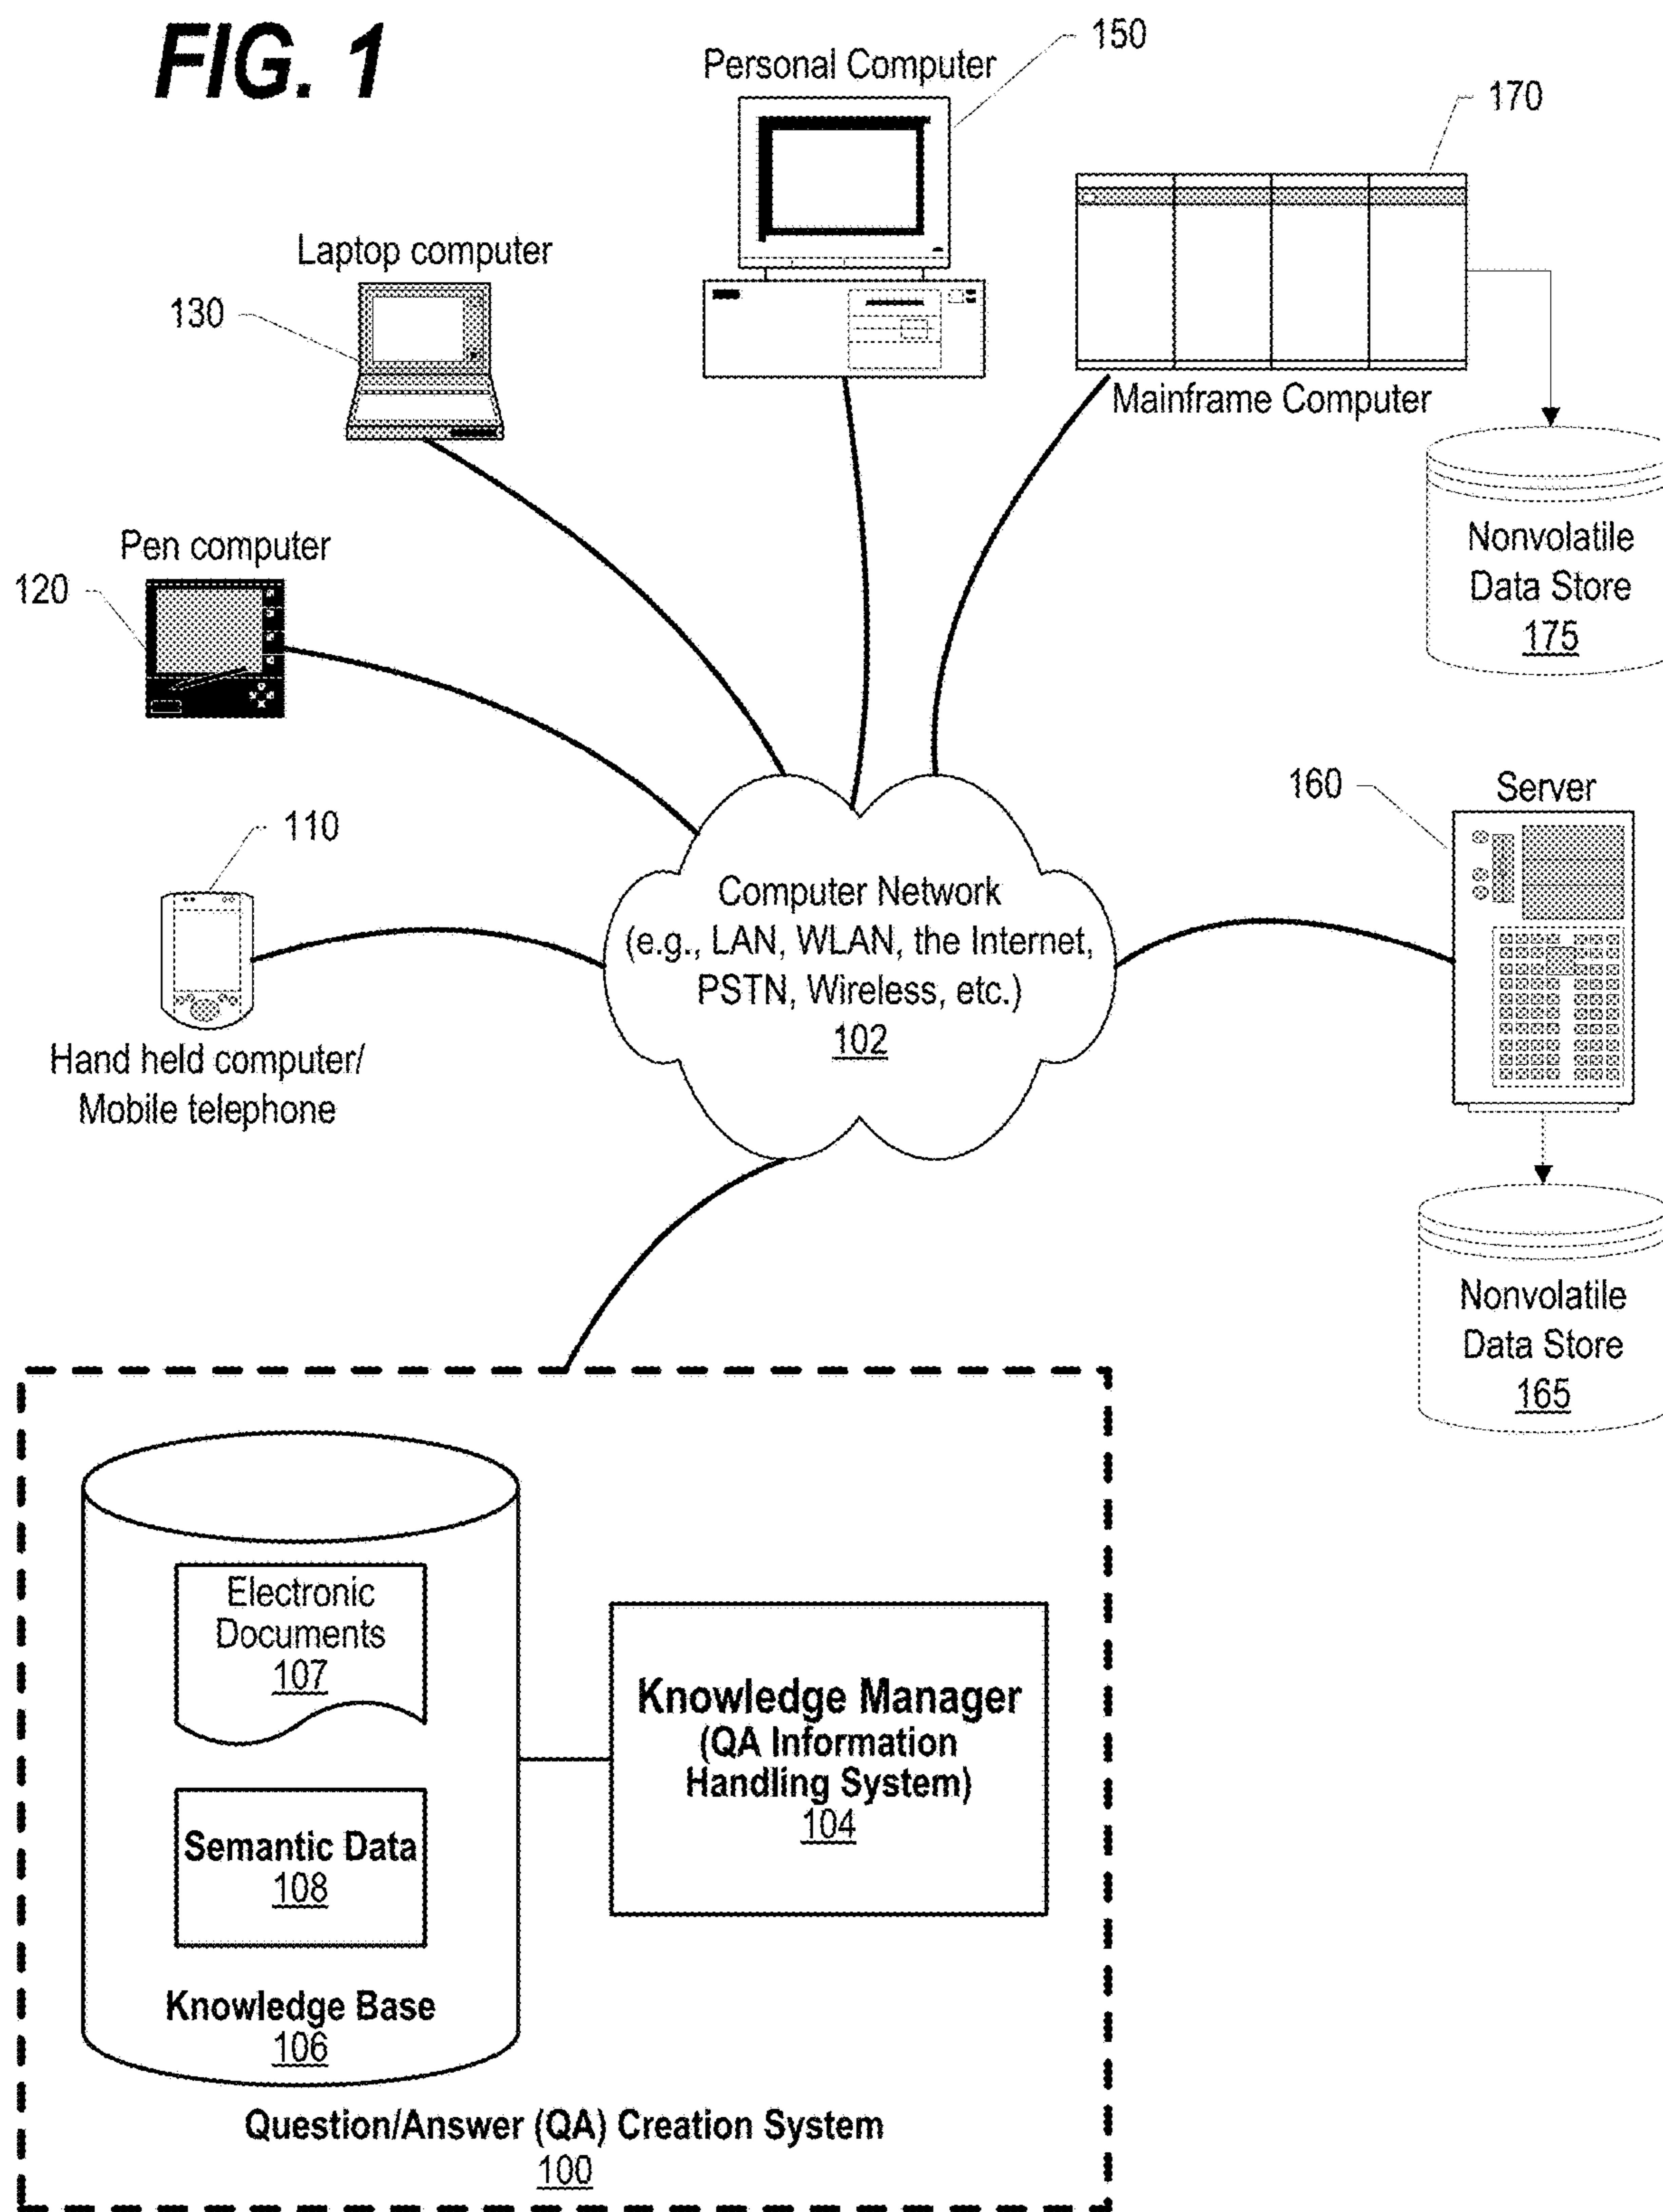 FIG. 1
Personal Computer
150
170
Laptop computer
130
Mainframe Computer
Nonvolatile
Data Store
175
Pen computer
120
160
Server
110
Computer Network
(e.g., LAN, WLAN, the Internet,
PSTN, Wireless, etc.)
102
Hand held computer/
Mobile telephone
Nonvolatile
Data Store
165
Electronic
Documents
107
Knowledge Manager
(QA Information
Handling System)
104
Semantic Data
108
Knowledge Base
106
Question/Answer (QA) Creation System
100